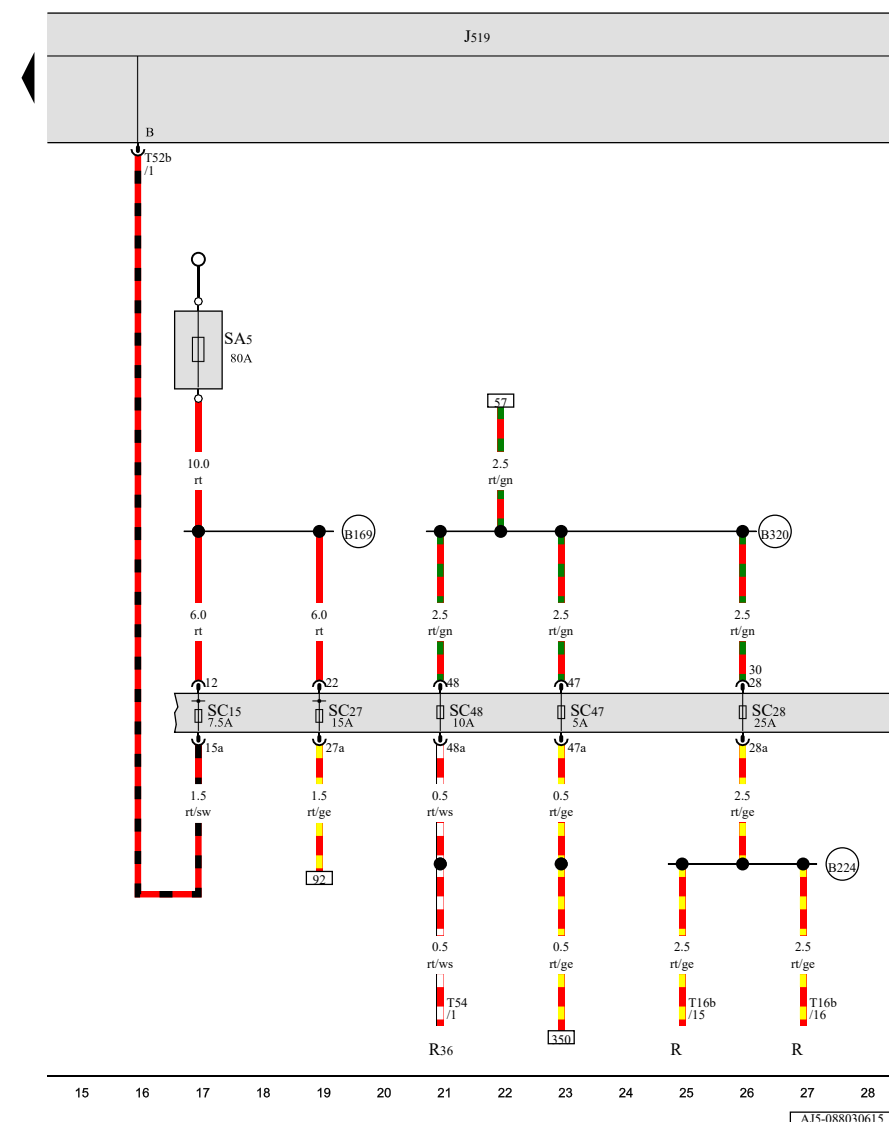 J519
B
T52b
/1
SA5
80A
57
10.0
rt
2.5
rt/gn
B169
B320
6.0
rt
6.0
rt
2.5
rt/gn
2.5
rt/gn
2.5
rt/gn
30
12
22
48
47
28
SC15
7.5A
SC27
15A
SC48
10A
SC47
5A
SC28
25A
15a
27a
48a
47a
28a
1.5
rt/sw
1.5
rt/ge
0.5
rt/ws
0.5
rt/ge
2.5
rt/ge
92
B224
0.5
rt/ws
0.5
rt/ge
2.5
rt/ge
2.5
rt/ge
T54
/1
T16b
/15
T16b
/16
350
R36
R
R
15 16 17 18 19 20 21 22 23 24 25 26 27 28
AJ5-088030615